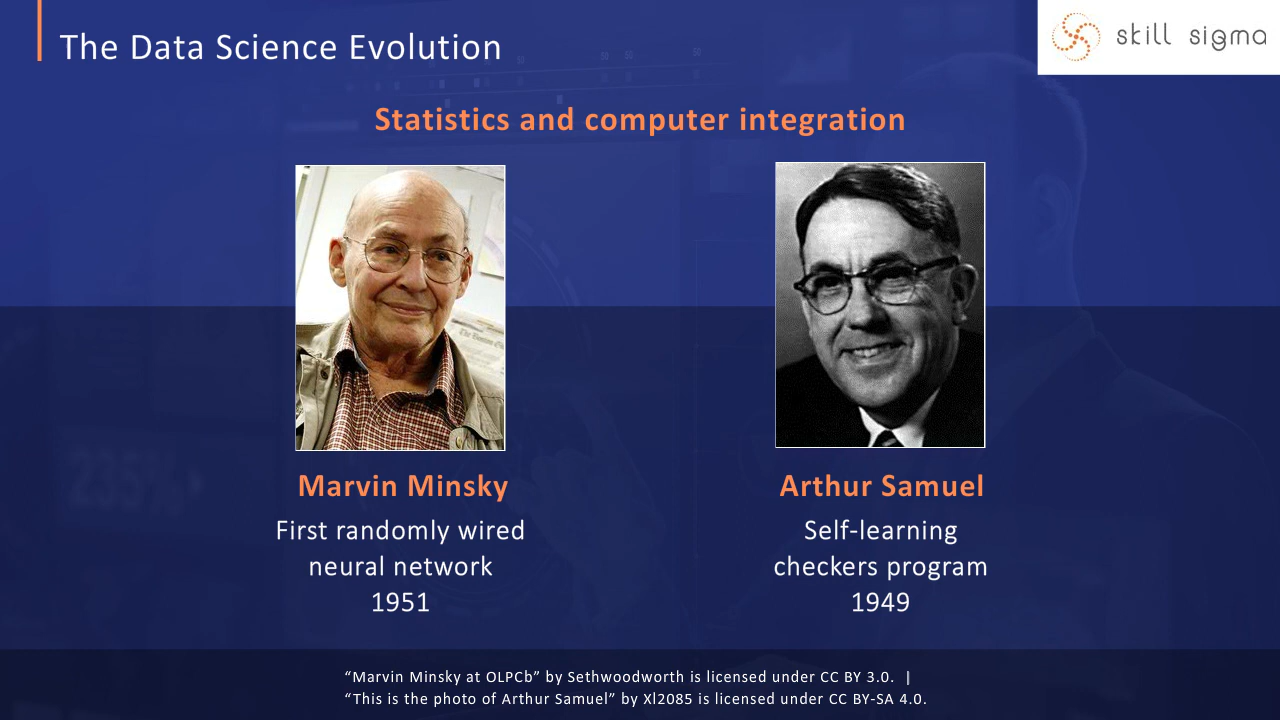 The Data Science Evolution
skill sigma
Statistics and computer integration
Marvin Minsky
First randomly wired
neural network
1951
Arthur Samuel
Self-learning
checkers program
1949
235%
“Marvin Minsky at OLPCb” by Sethwoodworth is licensed under CC BY 3.0. |
“This is the photo of Arthur Samuel” by Xl2085 is licensed under CC BY-SA 4.0.